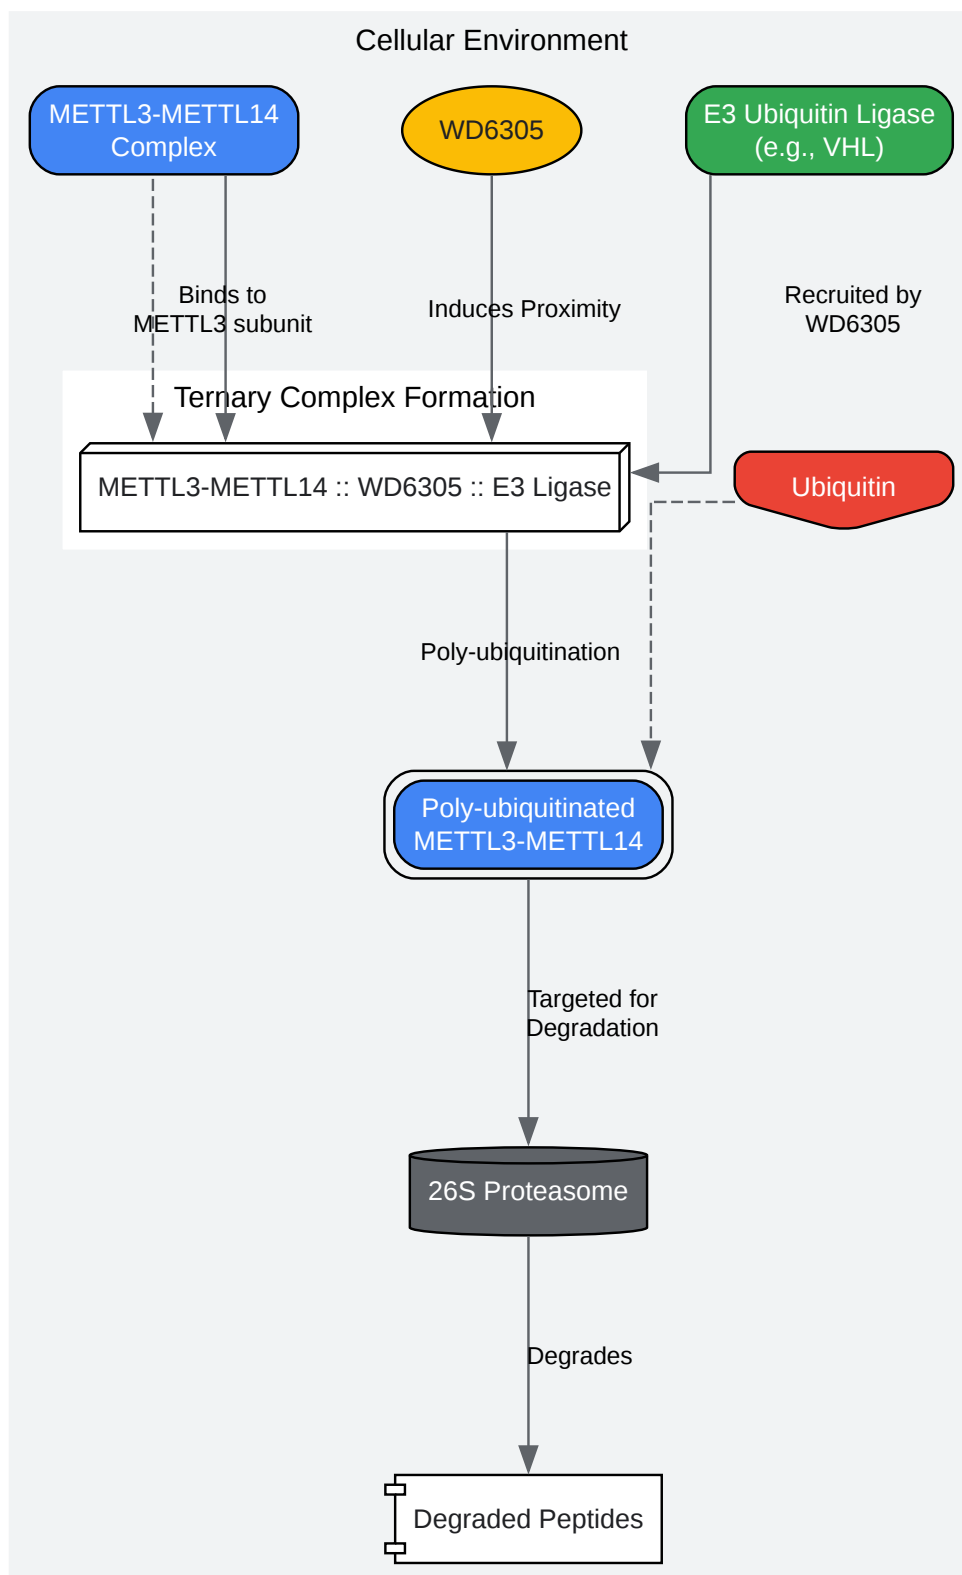 Cellular Environment
METTL3-METTL14
Complex
WD6305
E3 Ubiquitin Ligase
(e.g., VHL)
Binds to
METTL3 subunit
Induces Proximity
Recruited by
WD6305
Ternary Complex Formation
METTL3-METTL14 :: WD6305 :: E3 Ligase
Ubiquitin
Poly-ubiquitination
Poly-ubiquitinated
METTL3-METTL14
Targeted for
Degradation
26S Proteasome
Degrades
Degraded Peptides